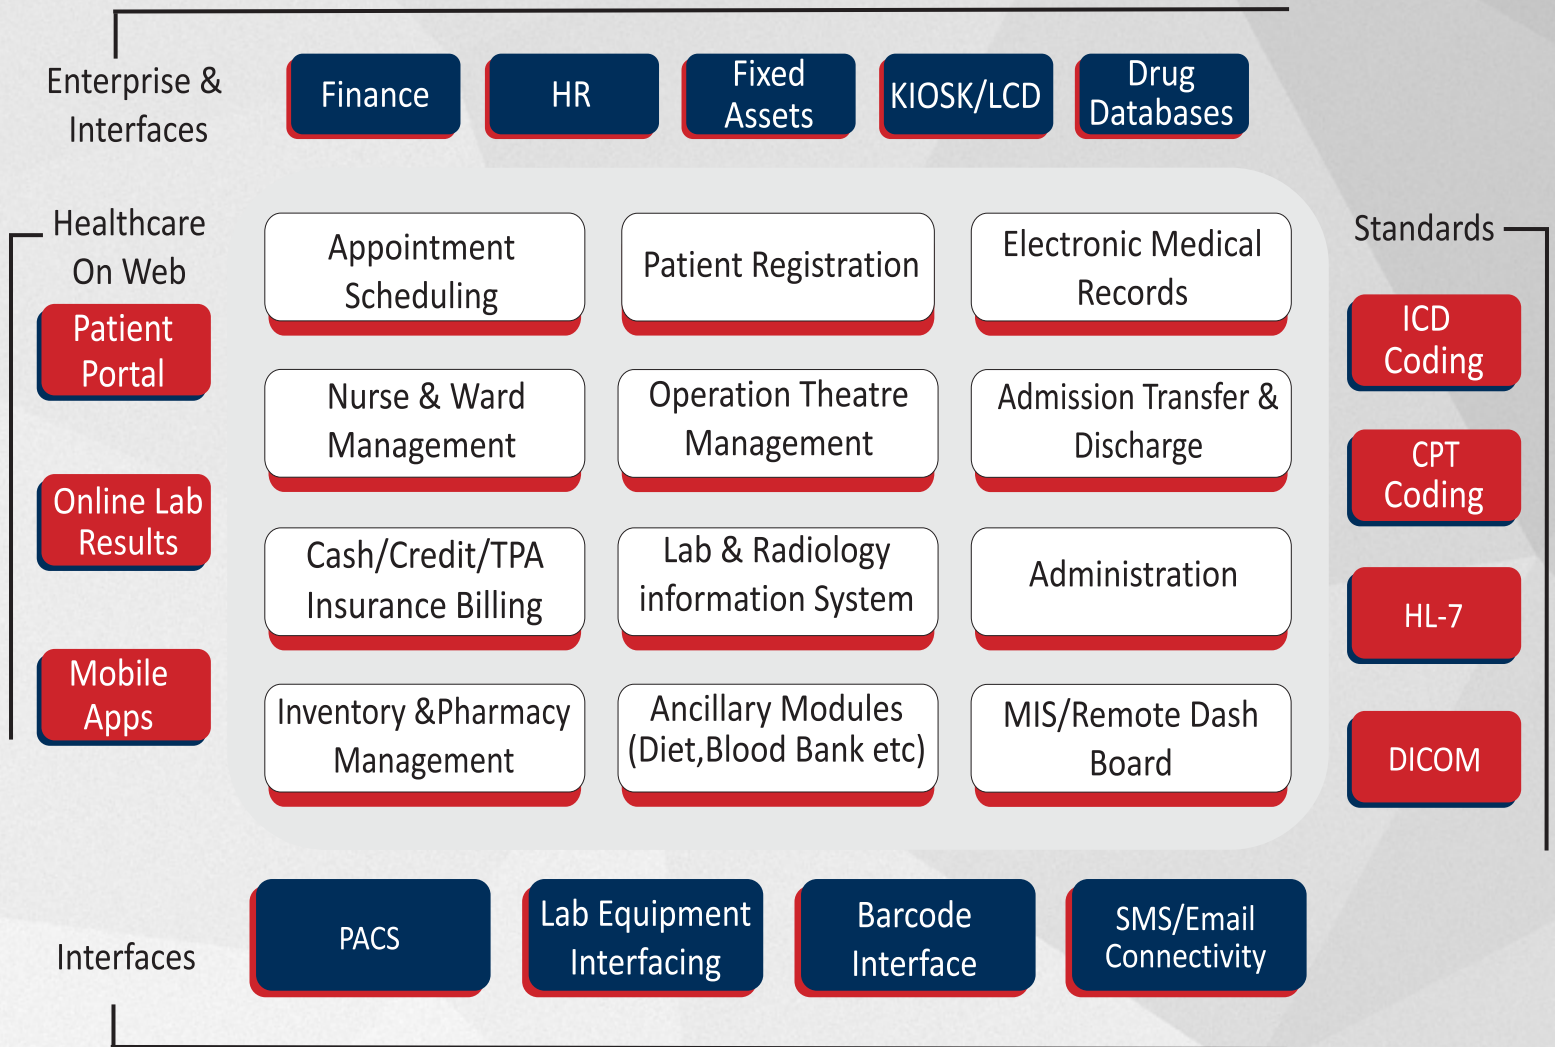 Enterprise &
Interfaces
Finance
HR
Fixed
Assets
KIOSK/LCD
Drug
Databases
Healthcare
On Web
Patient
Portal
Online Lab
Results
Mobile
Apps
Appointment
Scheduling
Patient Registration
Electronic Medical
Records
Nurse & Ward
Management
Operation Theatre
Management
Admission Transfer &
Discharge
Cash/Credit/TPA
Insurance Billing
Lab & Radiology
information System
Administration
Inventory &Pharmacy
Management
Ancillary Modules
(Diet,Blood Bank etc)
MIS/Remote Dash
Board
Standards
ICD
Coding
CPT
Coding
HL-7
DICOM
Interfaces
PACS
Lab Equipment
Interfacing
Barcode
Interface
SMS/Email
Connectivity